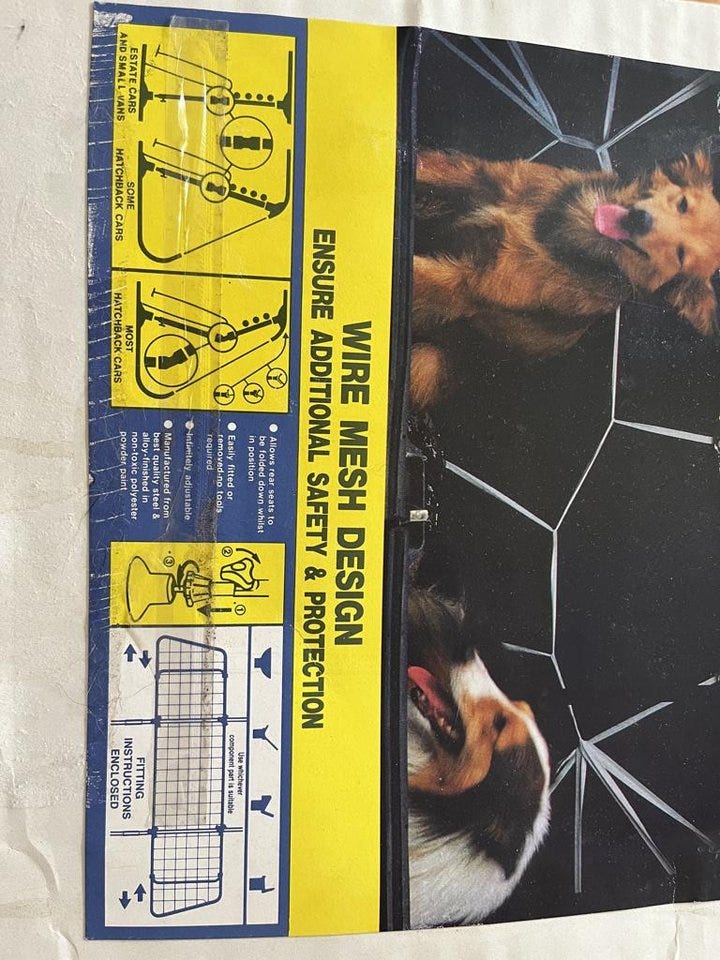 WIRE MESH DESIGN
ENSURE ADDITIONAL SAFETY & PROTECTION
ESTATE CARS
AND SMALL VANS
SOME
HATCHBACK CARS
MOST
HATCHBACK CARS
● Allows rear seats to
be folded down whilst
in position
● Easily fitted or
removed-no tools
required
● Infinitely adjustable
● Manufactured from
best quality steel &
alloy-finished in
non-toxic polyester
powder paint
①
②
③
Use whichever
component part is suitable
FITTING
INSTRUCTIONS
ENCLOSED